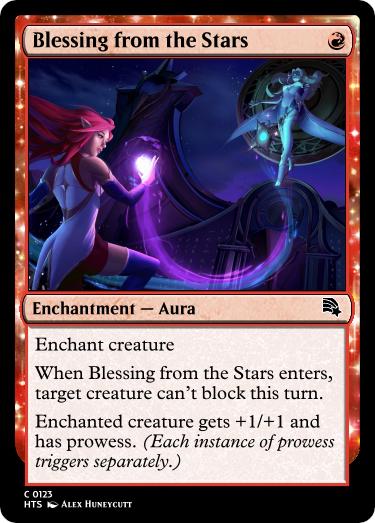 Blessing from the Stars
Enchantment — Aura
Enchant creature
When Blessing from the Stars enters,
target creature can't block this turn.
Enchanted creature gets +1/+1 and
has prowess. (Each instance of prowess
triggers separately.)
C 0123
HTS Alex Huneycutt